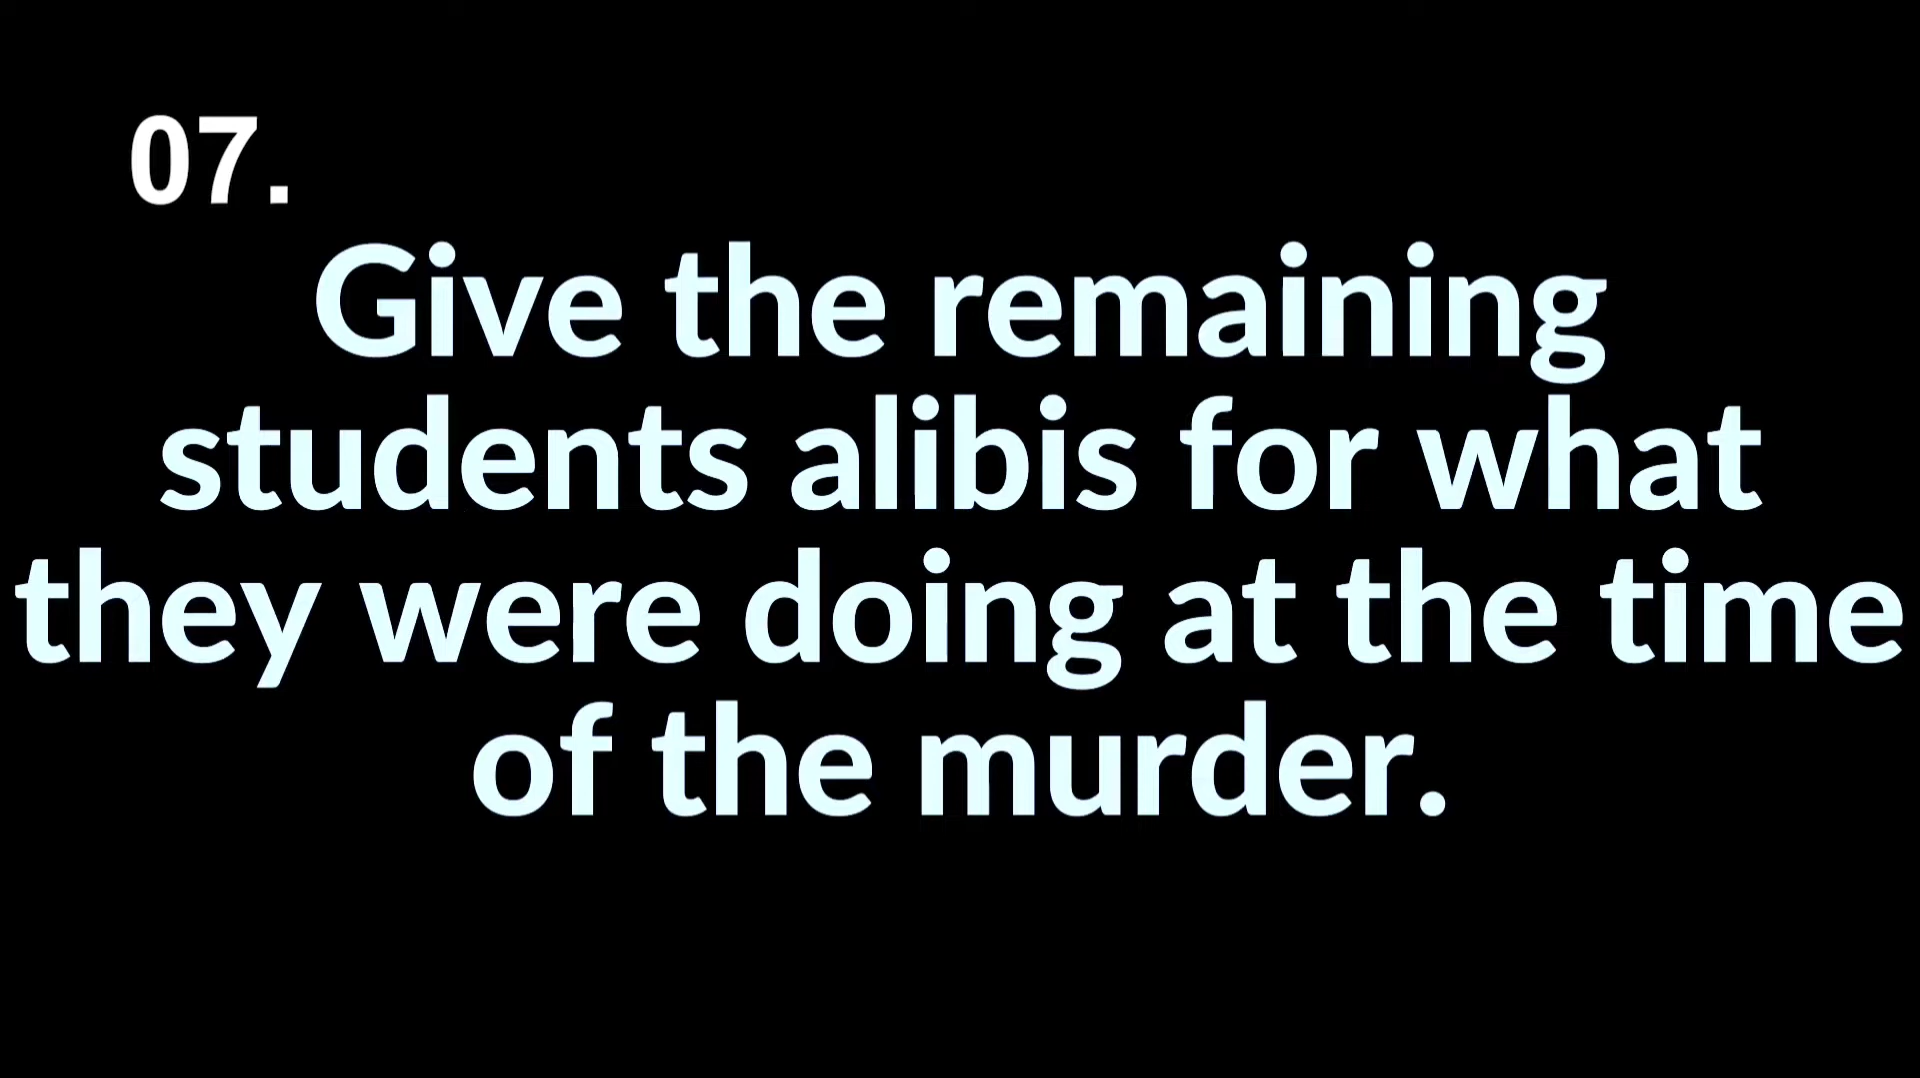 07.
Give the remaining
students alibis for what
they were doing at the time
of the murder.